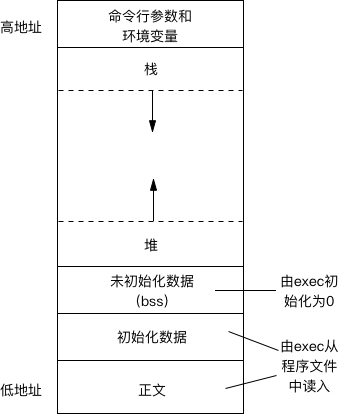 高地址
命令行参数和
环境变量
栈
堆
未初始化数据
(bss)
由exec初
始化为0
初始化数据
由exec从
程序文件
中读入
低地址
正文